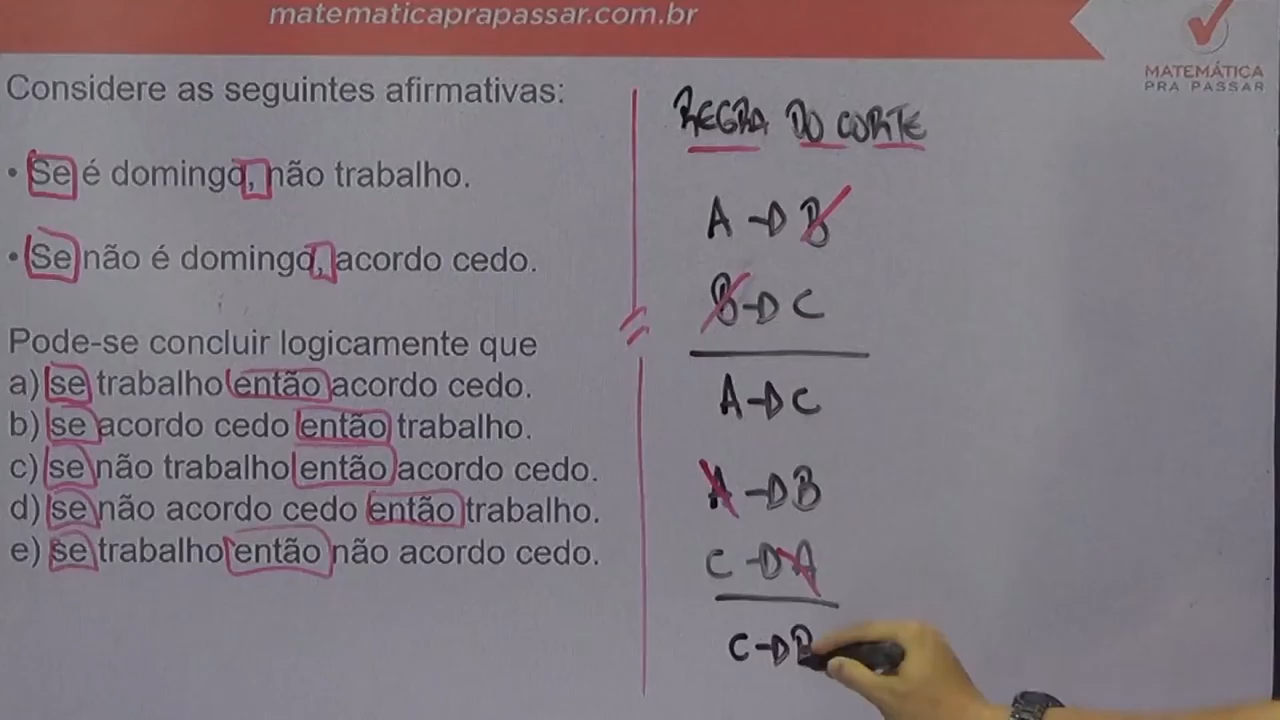 matematicaprapassar.com.br
MATEMÁTICA
PRA PASSAR
Considere as seguintes afirmativas:
• Se é domingo, não trabalho.
• Se não é domingo, acordo cedo.
Pode-se concluir logicamente que
a) se trabalho então acordo cedo.
b) se acordo cedo então trabalho.
c) se não trabalho então acordo cedo.
d) se não acordo cedo então trabalho.
e) se trabalho então não acordo cedo.
REGRA DO CORTE
A → B
B → C
A → C
A → B
C → A
C → B